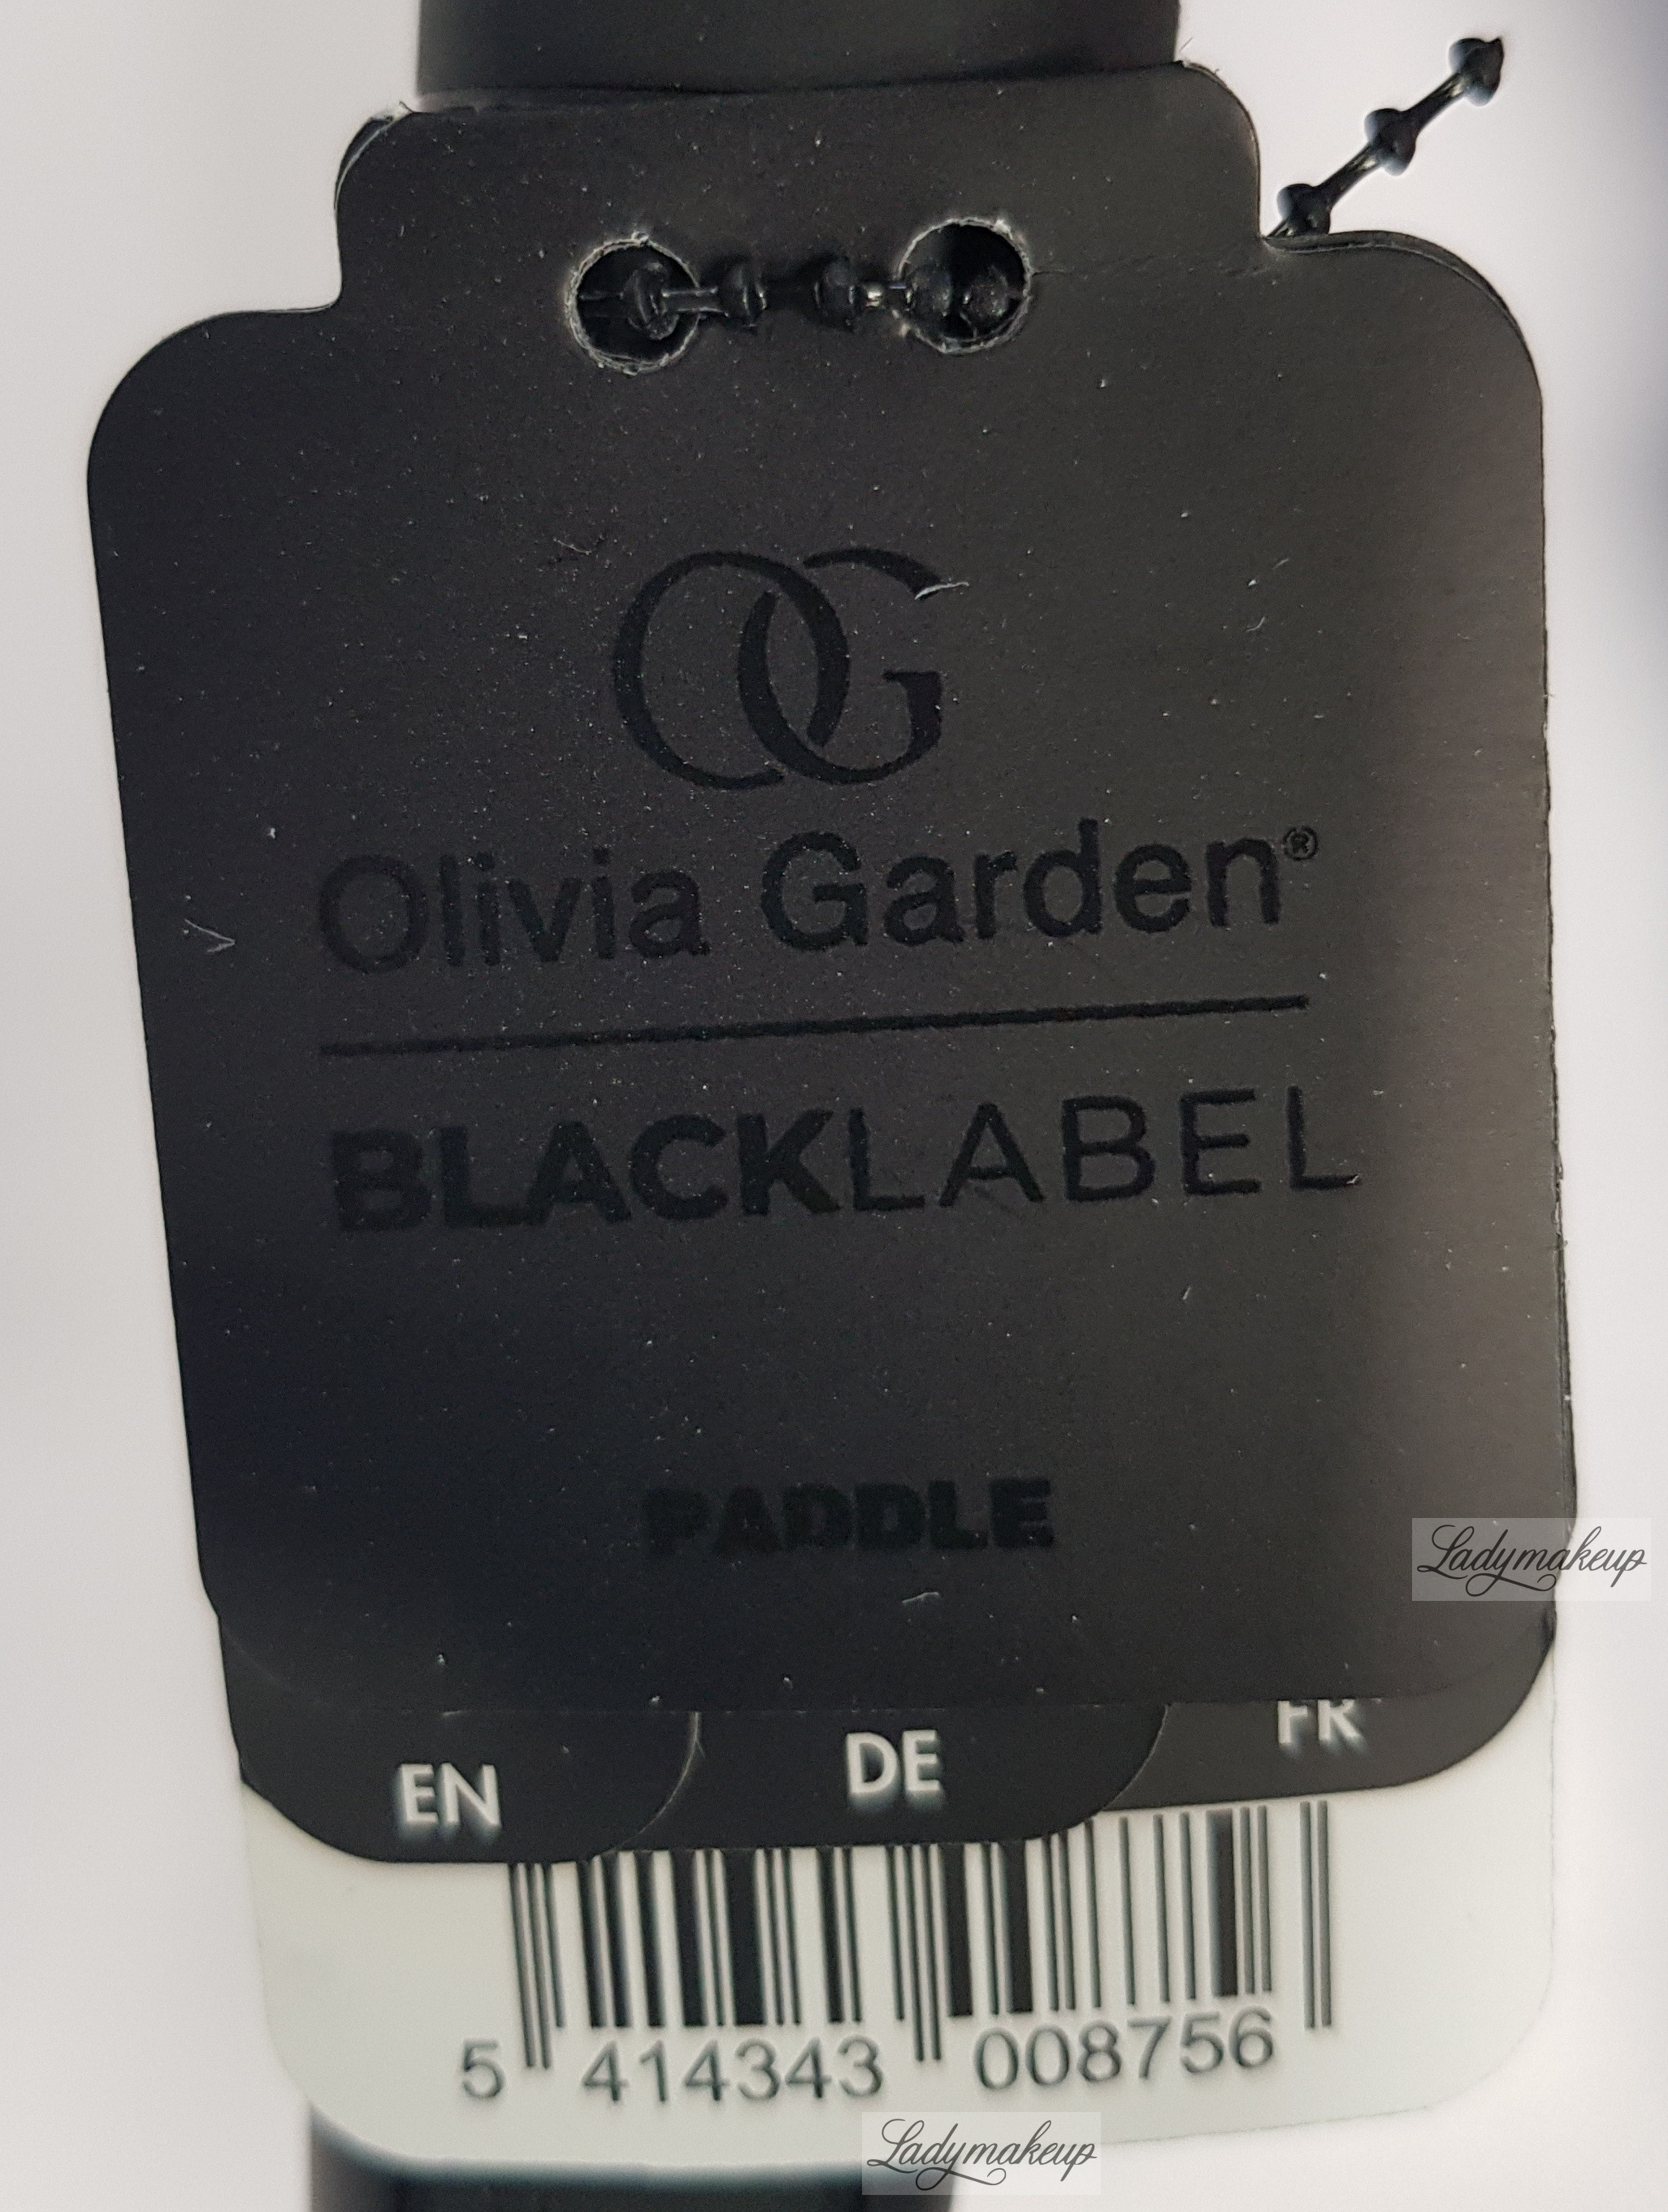 OG
Olivia Garden®
BLACKLABEL
PADDLE
Ladymakeup
EN DE FR
5 414343 008756
Ladymakeup